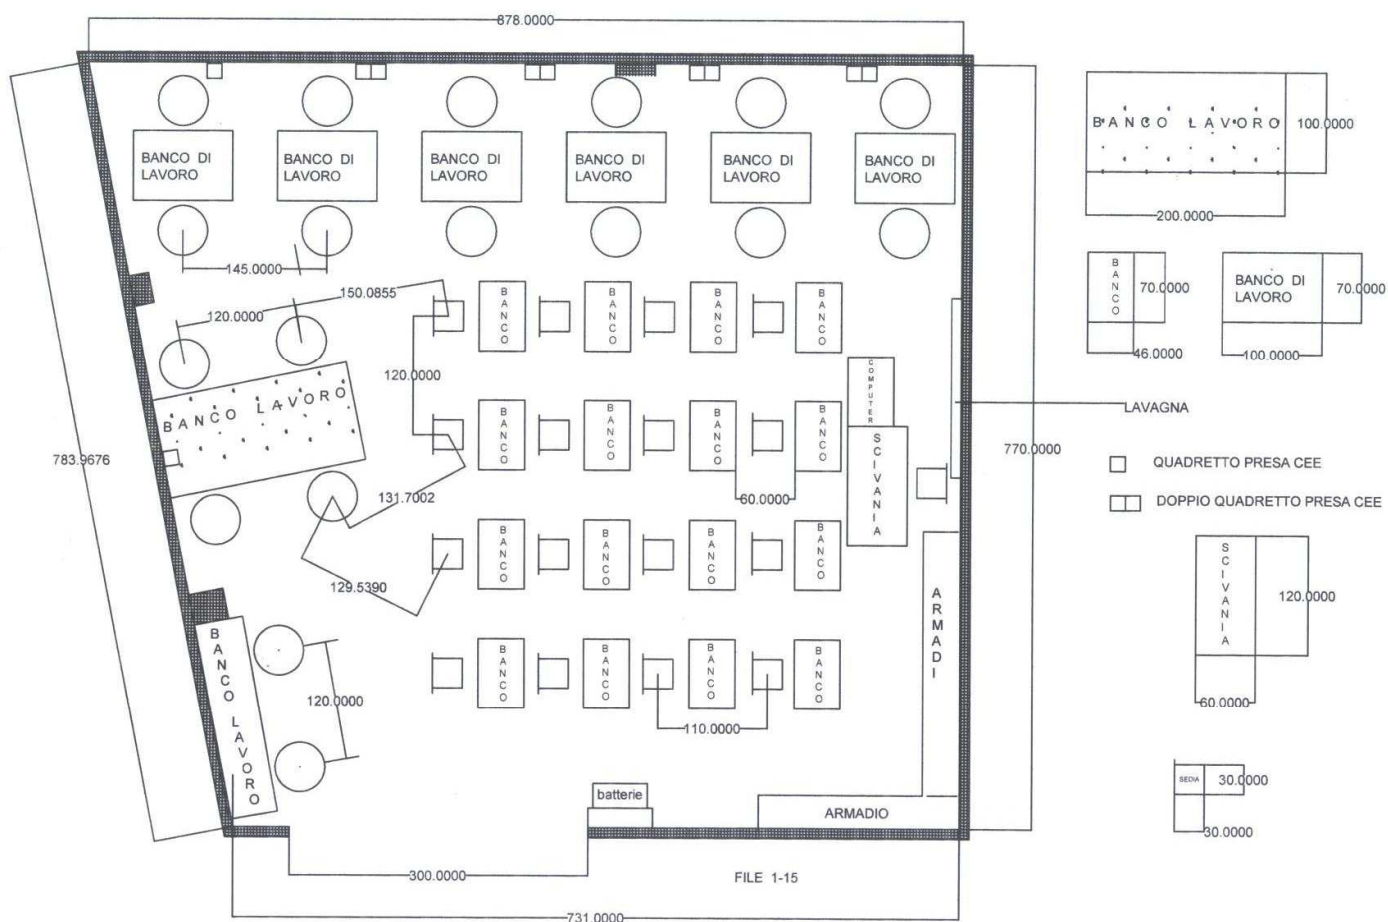 878.0000
BANCO DI
LAVORO
BANCO DI
LAVORO
BANCO DI
LAVORO
BANCO DI
LAVORO
BANCO DI
LAVORO
BANCO DI
LAVORO
BANCO LAVORO
100.0000
200.0000
145.0000
150.0855
120.0000
BANCO
BANCO
BANCO
BANCO
BANCO
70.0000
46.0000
BANCO DI
LAVORO
70.0000
100.0000
120.0000
COMPUTER
LAVAGNA
BANCO LAVORO
BANCO
BANCO
BANCO
BANCO
SCIVANIA
770.0000
783.9676
131.7002
60.0000
QUADRETTO PRESA CEE
DOPPIO QUADRETTO PRESA CEE
129.5390
BANCO
BANCO
BANCO
BANCO
ARMADI
SCIVANIA
120.0000
60.0000
BANCO LAVORO
120.0000
BANCO
BANCO
BANCO
BANCO
110.0000
SEDIA
30.0000
30.0000
batterie
ARMADIO
300.0000
FILE 1-15
731.0000